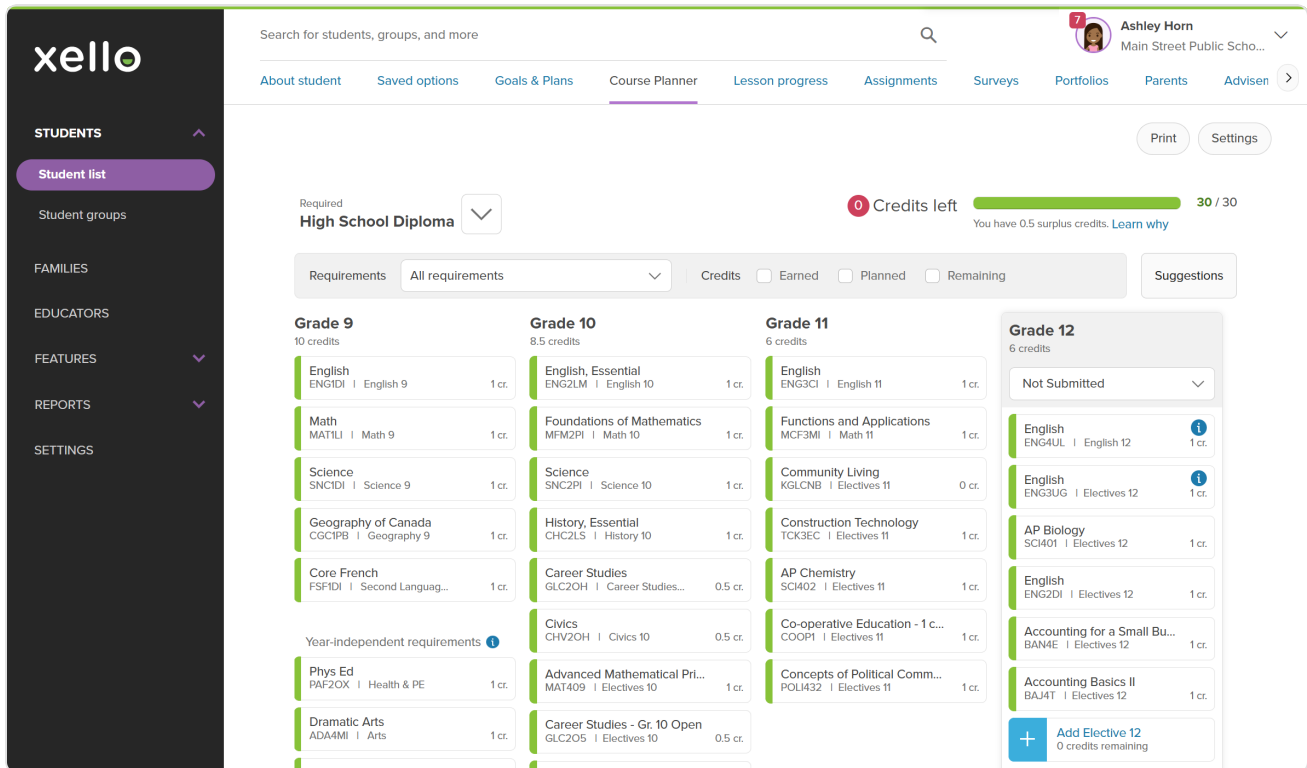 xello
Search for students, groups, and more
7
Ashley Horn
Main Street Public Scho...
About student
Saved options
Goals & Plans
Course Planner
Lesson progress
Assignments
Surveys
Portfolios
Parents
Advisen
STUDENTS
Student list
Student groups
FAMILIES
EDUCATORS
FEATURES
REPORTS
SETTINGS
Print
Settings
Required
High School Diploma
0 Credits left
30 / 30
You have 0.5 surplus credits. Learn why
Requirements
All requirements
Credits
Earned
Planned
Remaining
Suggestions
Grade 9
10 credits
English
ENG1DI | English 9 1 cr.
Math
MAT1LI | Math 9 1 cr.
Science
SNC1DI | Science 9 1 cr.
Geography of Canada
CGC1PB | Geography 9 1 cr.
Core French
FSF1DI | Second Languag... 1 cr.
Year-independent requirements i
Phys Ed
PAF2OX | Health & PE 1 cr.
Dramatic Arts
ADA4MI | Arts 1 cr.
Grade 10
8.5 credits
English, Essential
ENG2LM | English 10 1 cr.
Foundations of Mathematics
MFM2PI | Math 10 1 cr.
Science
SNC2PI | Science 10 1 cr.
History, Essential
CHC2LS | History 10 1 cr.
Career Studies
GLC2OH | Career Studies... 0.5 cr.
Civics
CHV2OH | Civics 10 0.5 cr.
Advanced Mathematical Pri...
MAT409 | Electives 10 1 cr.
Career Studies - Gr. 10 Open
GLC2O5 | Electives 10 0.5 cr.
Grade 11
6 credits
English
ENG3CI | English 11 1 cr.
Functions and Applications
MCF3MI | Math 11 1 cr.
Community Living
KGLCNB | Electives 11 0 cr.
Construction Technology
TCK3EC | Electives 11 1 cr.
AP Chemistry
SCI402 | Electives 11 1 cr.
Co-operative Education - 1 c...
COOP1 | Electives 11 1 cr.
Concepts of Political Comm...
POLI432 | Electives 11 1 cr.
Grade 12
6 credits
Not Submitted
English i
ENG4UL | English 12 1 cr.
English i
ENG3UG | Electives 12 1 cr.
AP Biology
SCI401 | Electives 12 1 cr.
English
ENG2DI | Electives 12 1 cr.
Accounting for a Small Bu...
BAN4E | Electives 12 1 cr.
Accounting Basics II
BAJ4T | Electives 12 1 cr.
+ Add Elective 12
0 credits remaining